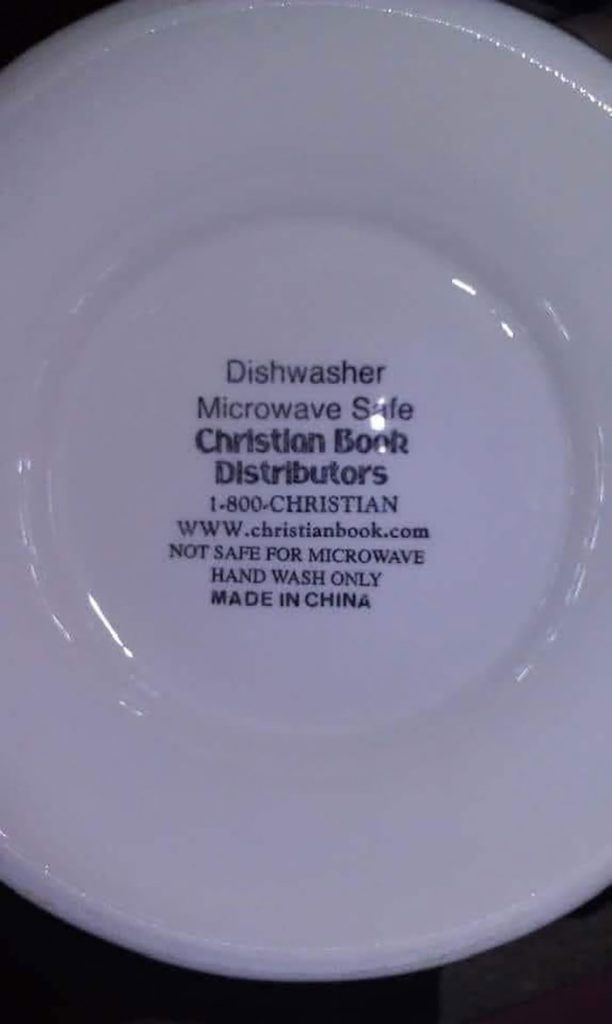 Dishwasher
Microwave Safe
Christian Book
Distributors
1-800-CHRISTIAN
WWW.christianbook.com
NOT SAFE FOR MICROWAVE
HAND WASH ONLY
MADE IN CHINA